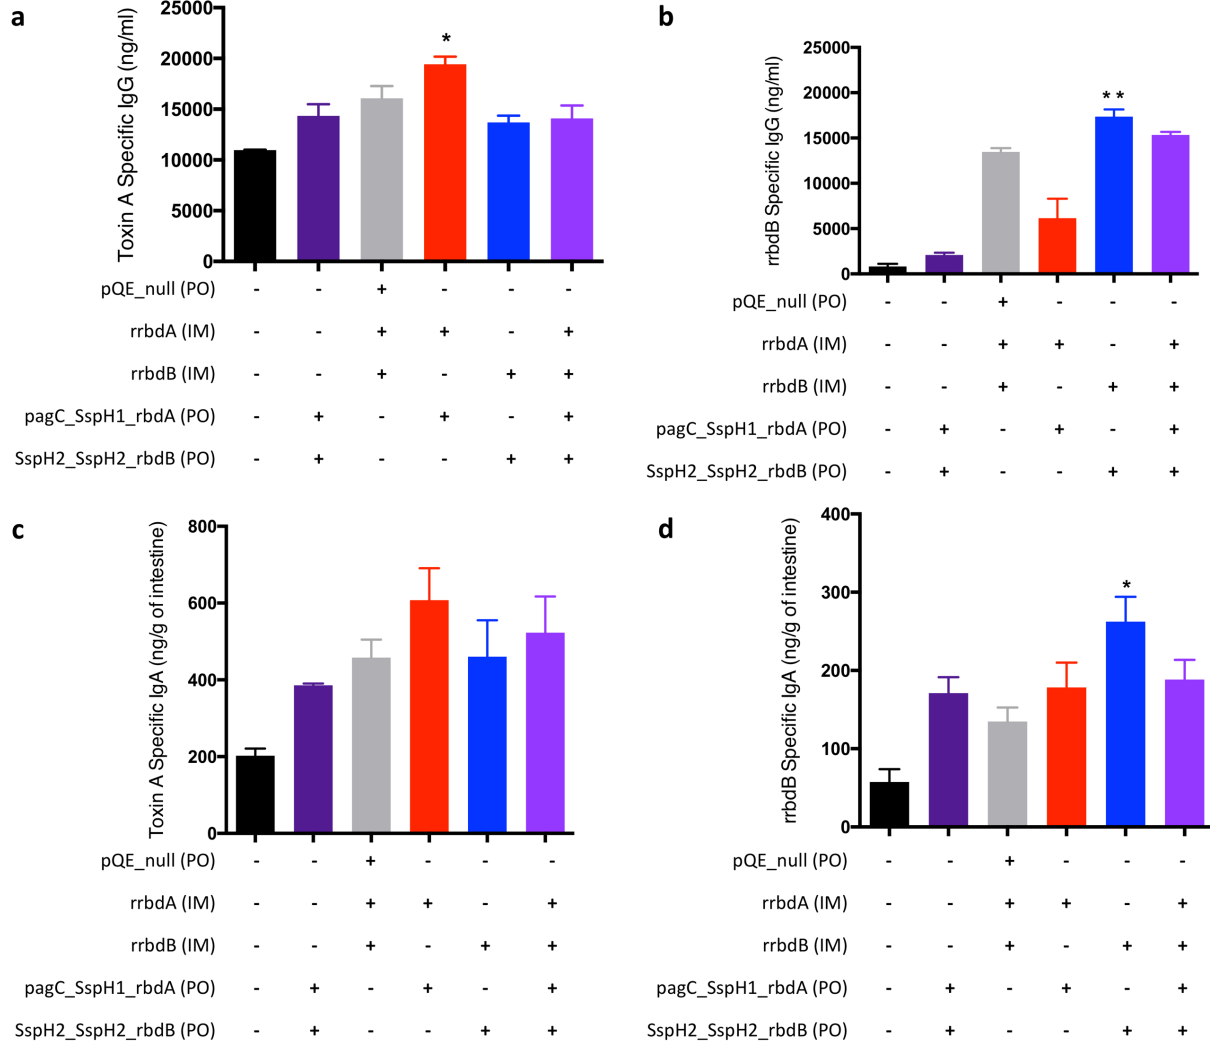 a
Toxin A Specific IgG (ng/ml)
25000
20000
15000
10000
5000
0
*
pQE_null (PO) - - + - - -
rrbdA (IM) - - + + - +
rrbdB (IM) - - + - + +
pagC_SspH1_rbdA (PO) - + - + - +
SspH2_SspH2_rbdB (PO) - + - - + +
b
rrbdB Specific IgG (ng/ml)
25000
20000
15000
10000
5000
0
* *
pQE_null (PO) - - + - - -
rrbdA (IM) - - + + - +
rrbdB (IM) - - + - + +
pagC_SspH1_rbdA (PO) - + - + - +
SspH2_SspH2_rbdB (PO) - + - - + +
c
Toxin A Specific IgA (ng/g of intestine)
800
600
400
200
0
pQE_null (PO) - - + - - -
rrbdA (IM) - - + + - +
rrbdB (IM) - - + - + +
pagC_SspH1_rbdA (PO) - + - + - +
SspH2_SspH2_rbdB (PO) - + - - + +
d
rrbdB Specific IgA (ng/g of intestine)
400
300
200
100
0
*
pQE_null (PO) - - + - - -
rrbdA (IM) - - + + - +
rrbdB (IM) - - + - + +
pagC_SspH1_rbdA (PO) - + - + - +
SspH2_SspH2_rbdB (PO) - + - - + +